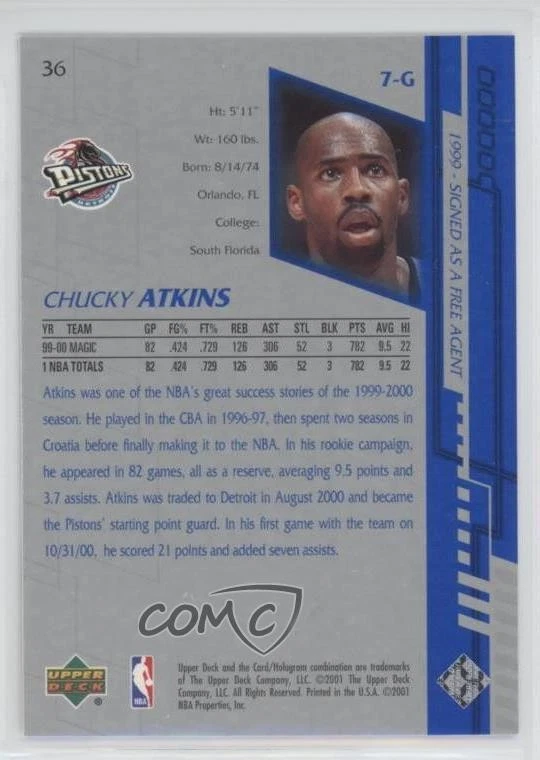 36
7-G
Ht: 5'11"
Wt: 160 lbs.
Born: 8/14/74
Orlando, FL
College:
South Florida
PISTONS
DETROIT
1999 - SIGNED AS A FREE AGENT
CHUCKY ATKINS
YR TEAM GP FG% FT% REB AST STL BLK PTS AVG HI
99-00 MAGIC 82 .424 .729 126 306 52 3 782 9.5 22
1 NBA TOTALS 82 .424 .729 126 306 52 3 782 9.5 22
Atkins was one of the NBA's great success stories of the 1999-2000
season. He played in the CBA in 1996-97, then spent two seasons in
Croatia before finally making it to the NBA. In his rookie campaign,
he appeared in 82 games, all as a reserve, averaging 9.5 points and
3.7 assists. Atkins was traded to Detroit in August 2000 and became
the Pistons' starting point guard. In his first game with the team on
10/31/00, he scored 21 points and added seven assists.
COMC
UPPER
DECK
®
NBA
Upper Deck and the Card/Hologram combination are trademarks
of The Upper Deck Company, LLC. ©2001 The Upper Deck
Company, LLC. All Rights Reserved. Printed in the U.S.A. ©2001
NBA Properties, Inc.